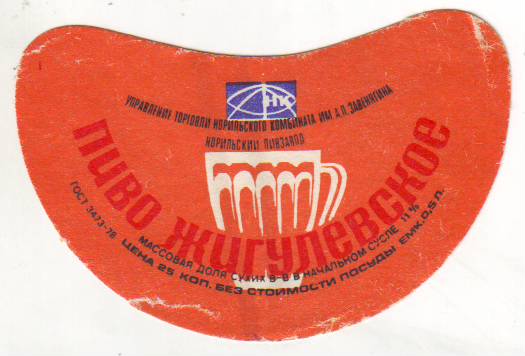 НК
УПРАВЛЕНИЕ ТОРГОВЛИ НОРИЛЬСКОГО КОМБИНАТА ИМ. А.П. ЗАВЕНЯГИНА
НОРИЛЬСКИЙ ПИВЗАВОД
ПИВО ЖИГУЛЕВСКОЕ
ГОСТ 3473-78
МАССОВАЯ ДОЛЯ СУХИХ В-В В НАЧАЛЬНОМ СУСЛЕ 11%
ЦЕНА 25 КОП. БЕЗ СТОИМОСТИ ПОСУДЫ ЕМК. 0,5 Л.